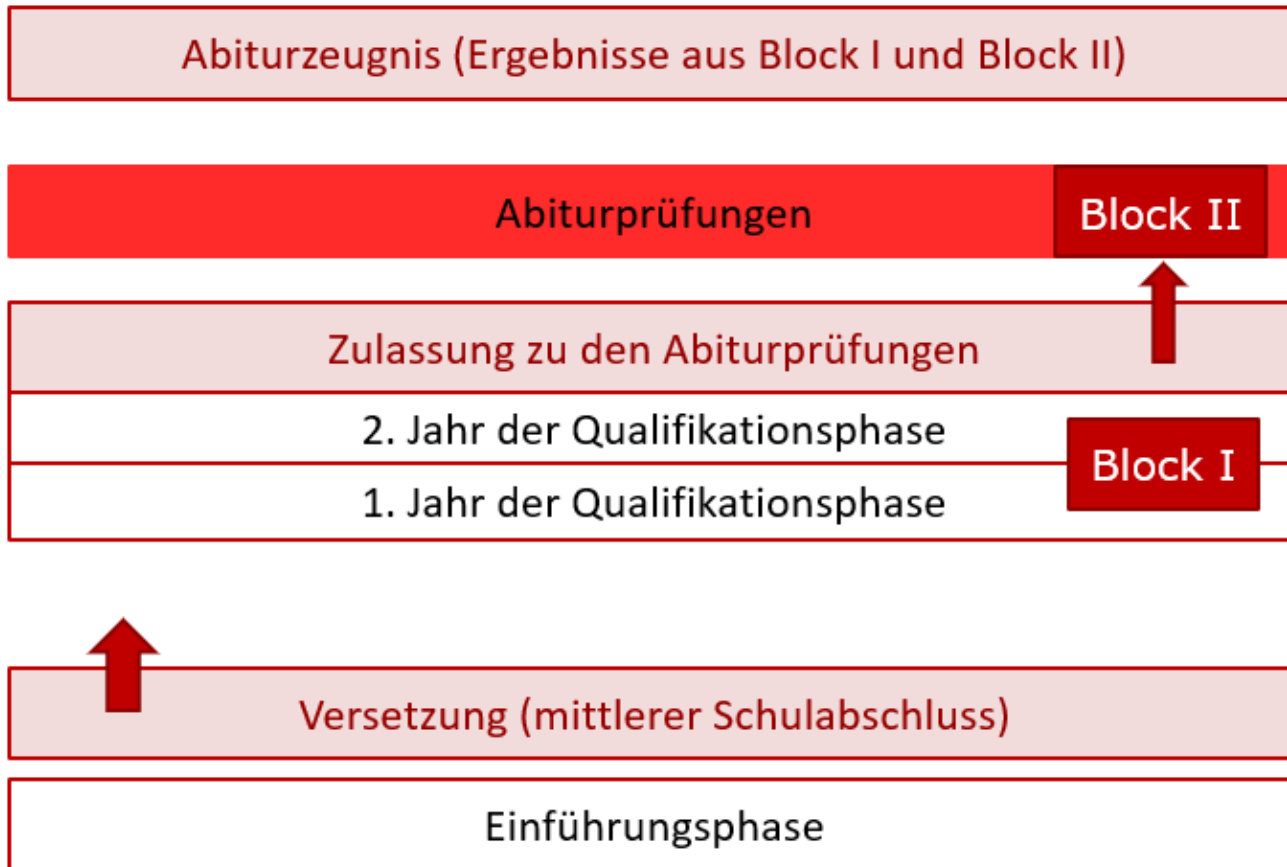 Abiturzeugnis (Ergebnisse aus Block I und Block II)
Abiturprüfungen
Block II
Zulassung zu den Abiturprüfungen
2. Jahr der Qualifikationsphase
Block I
1. Jahr der Qualifikationsphase
Versetzung (mittlerer Schulabschluss)
Einführungsphase